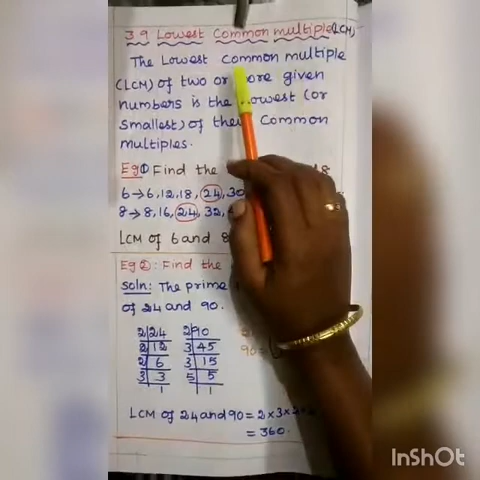 3.9 Lowest Common multiple (LCM)
The Lowest Common multiple
(LCM) of two or more given
numbers is the Lowest (or
smallest) of their Common
multiples.
Eg① Find the 8
6→6,12,18,24,30
8→8,16,24,32,
LCM of 6 and 8
Eg②: Find the
Soln: The prime
of 24 and 90.
2|24 2|90
2|12 3|45
2|6 3|15
3|3 5|5
1 1
90=
LCM of 24 and 90 = 2×3×
= 360.
InShOt